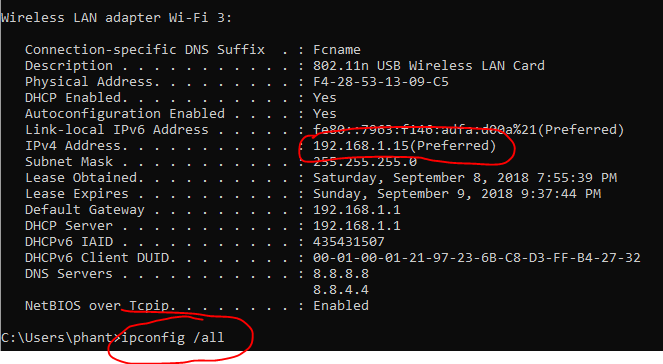 Wireless LAN adapter Wi-Fi 3:
Connection-specific DNS Suffix . : Fcname
Description . . . . . . . . . . . : 802.11n USB Wireless LAN Card
Physical Address. . . . . . . . . : F4-28-53-13-09-C5
DHCP Enabled. . . . . . . . . . . : Yes
Autoconfiguration Enabled . . . . : Yes
Link-local IPv6 Address . . . . . : fe80::7963:f146:adfa:d00a%21(Preferred)
IPv4 Address. . . . . . . . . . . : 192.168.1.15(Preferred)
Subnet Mask . . . . . . . . . . . : 255.255.255.0
Lease Obtained. . . . . . . . . . : Saturday, September 8, 2018 7:55:39 PM
Lease Expires . . . . . . . . . . : Sunday, September 9, 2018 9:37:44 PM
Default Gateway . . . . . . . . . : 192.168.1.1
DHCP Server . . . . . . . . . . . : 192.168.1.1
DHCPv6 IAID . . . . . . . . . . . : 435431507
DHCPv6 Client DUID. . . . . . . . : 00-01-00-01-21-97-23-6B-C8-D3-FF-B4-27-32
DNS Servers . . . . . . . . . . . : 8.8.8.8
8.8.4.4
NetBIOS over Tcpip. . . . . . . . : Enabled
C:\Users\phant>ipconfig /all